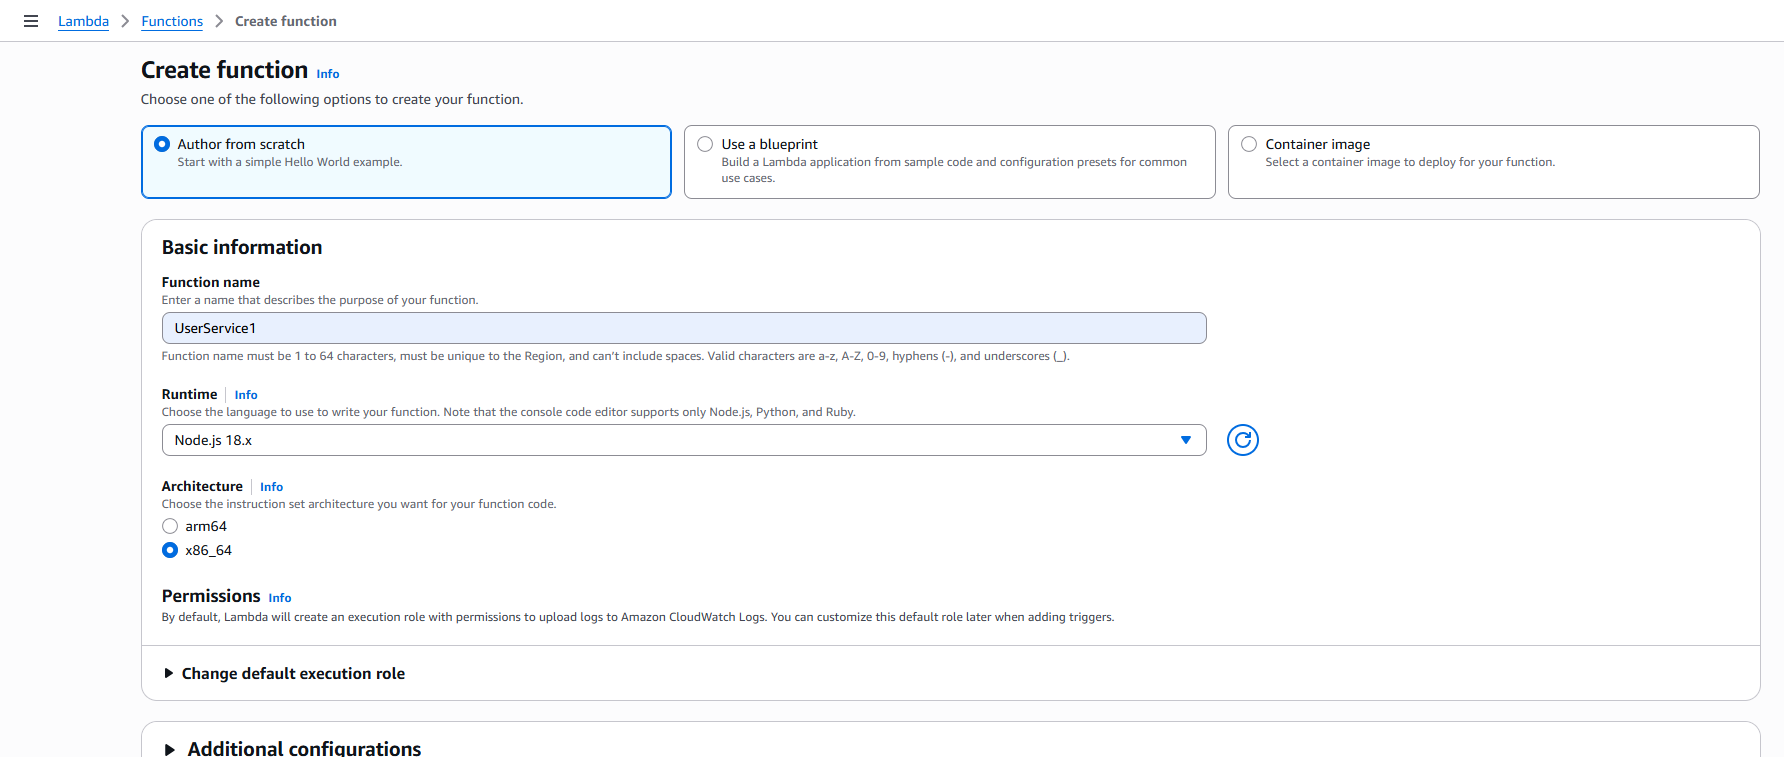 Lambda > Functions > Create function
Create function Info
Choose one of the following options to create your function.
Author from scratch
Start with a simple Hello World example.
Use a blueprint
Build a Lambda application from sample code and configuration presets for common
use cases.
Container image
Select a container image to deploy for your function.
Basic information
Function name
Enter a name that describes the purpose of your function.
UserService1
Function name must be 1 to 64 characters, must be unique to the Region, and can't include spaces. Valid characters are a-z, A-Z, 0-9, hyphens (-), and underscores (_).
Runtime | Info
Choose the language to use to write your function. Note that the console code editor supports only Node.js, Python, and Ruby.
Node.js 18.x
Architecture | Info
Choose the instruction set architecture you want for your function code.
arm64
x86_64
Permissions Info
By default, Lambda will create an execution role with permissions to upload logs to Amazon CloudWatch Logs. You can customize this default role later when adding triggers.
Change default execution role
Additional configurations